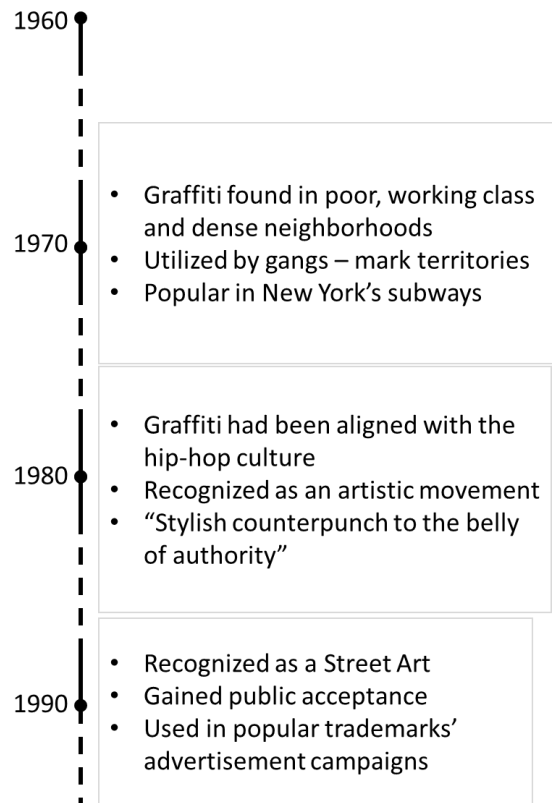 1960
1970
• Graffiti found in poor, working class
and dense neighborhoods
• Utilized by gangs – mark territories
• Popular in New York’s subways
1980
• Graffiti had been aligned with the
hip-hop culture
• Recognized as an artistic movement
• “Stylish counterpunch to the belly
of authority”
1990
• Recognized as a Street Art
• Gained public acceptance
• Used in popular trademarks’
advertisement campaigns